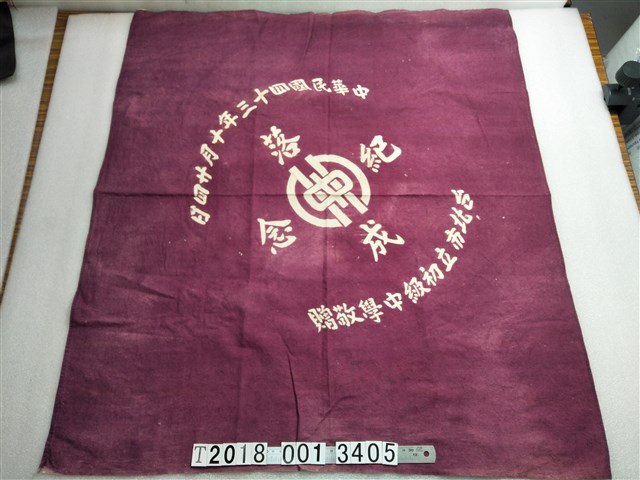 中華民國四十三年十月廿四日
落成
紀念
台北市立初級中學敬贈
T2018 001 3405